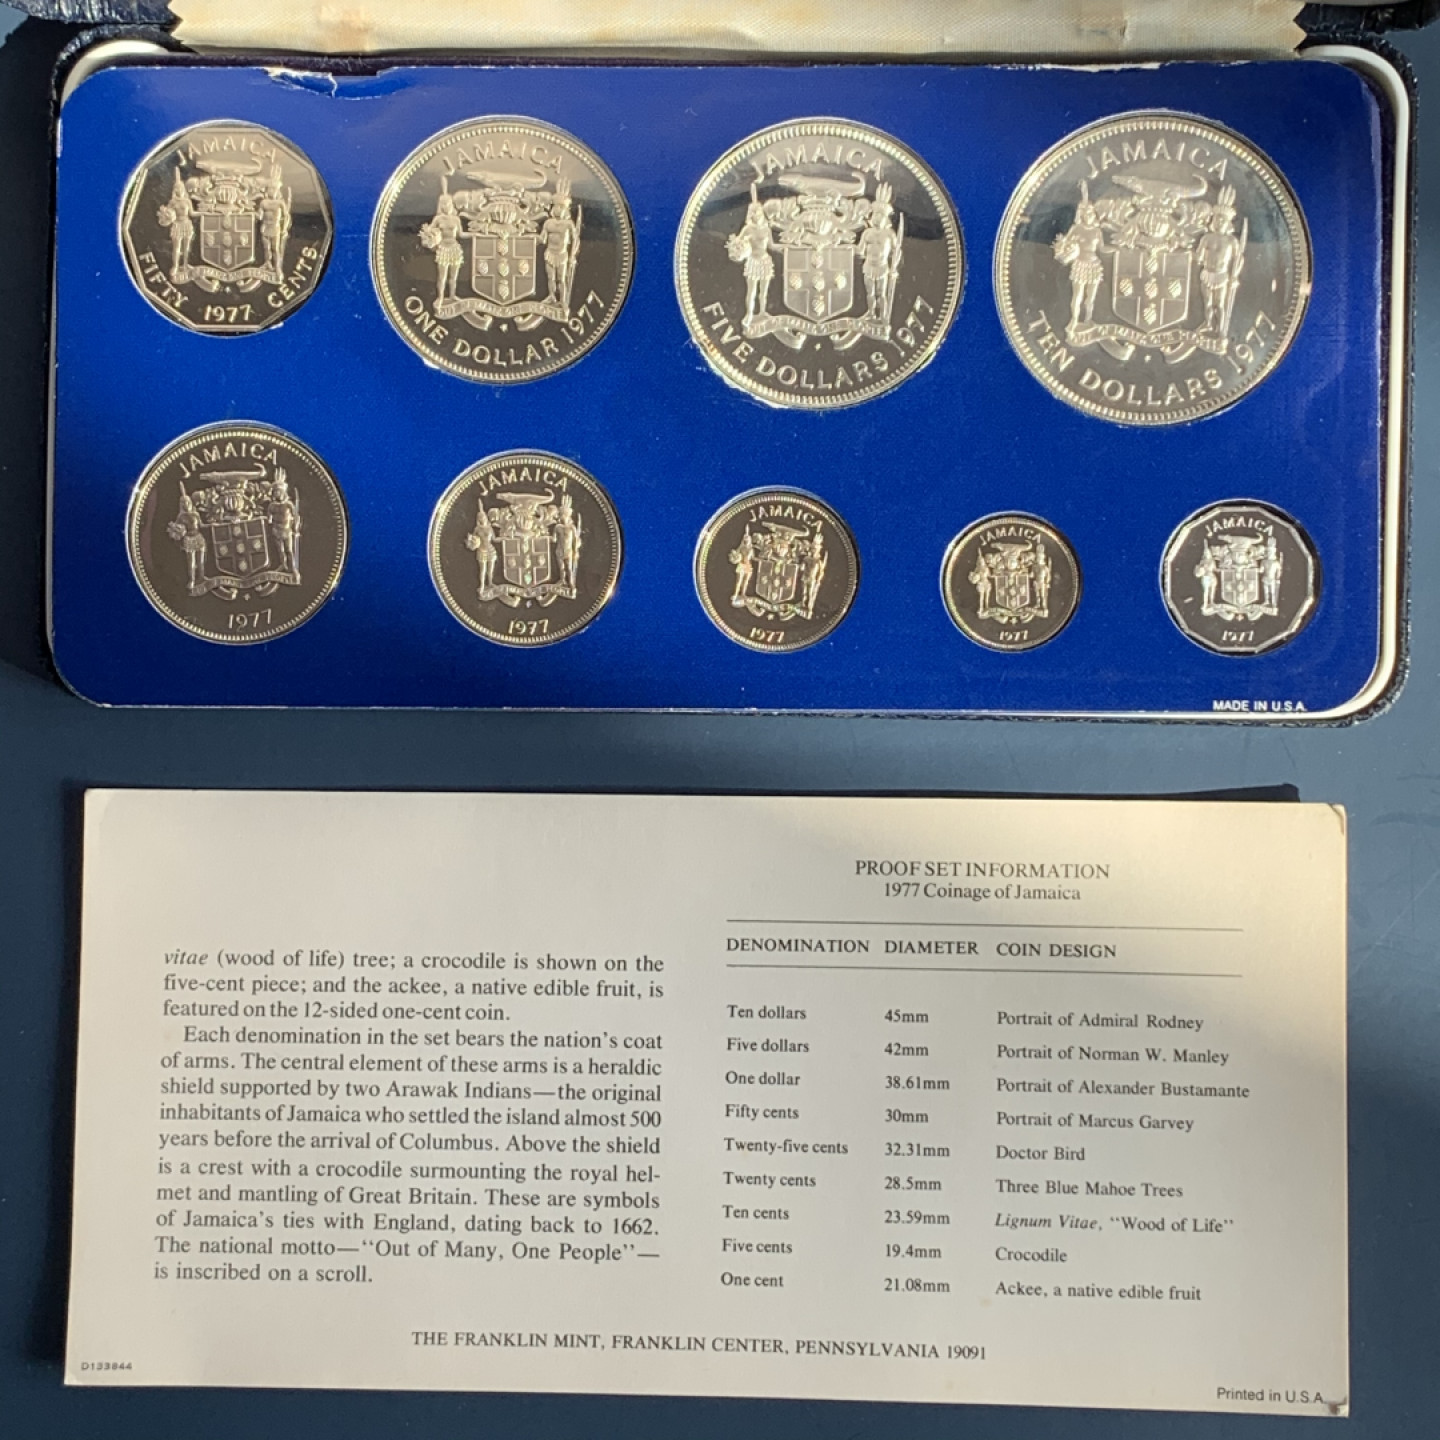 JAMAICA
FIFTY CENTS
1977
JAMAICA
ONE DOLLAR 1977
JAMAICA
FIVE DOLLARS 1977
JAMAICA
TEN DOLLARS 1977
JAMAICA
1977
JAMAICA
1977
JAMAICA
1977
JAMAICA
1977
JAMAICA
1977
MADE IN U.S.A.
vitae (wood of life) tree; a crocodile is shown on the
five-cent piece; and the ackee, a native edible fruit, is
featured on the 12-sided one-cent coin.
Each denomination in the set bears the nation's coat
of arms. The central element of these arms is a heraldic
shield supported by two Arawak Indians—the original
inhabitants of Jamaica who settled the island almost 500
years before the arrival of Columbus. Above the shield
is a crest with a crocodile surmounting the royal hel-
met and mantling of Great Britain. These are symbols
of Jamaica's ties with England, dating back to 1662.
The national motto—"Out of Many, One People"—
is inscribed on a scroll.
PROOF SET INFORMATION
1977 Coinage of Jamaica
DENOMINATION DIAMETER COIN DESIGN
Ten dollars 45mm Portrait of Admiral Rodney
Five dollars 42mm Portrait of Norman W. Manley
One dollar 38.61mm Portrait of Alexander Bustamante
Fifty cents 30mm Portrait of Marcus Garvey
Twenty-five cents 32.31mm Doctor Bird
Twenty cents 28.5mm Three Blue Mahoe Trees
Ten cents 23.59mm Lignum Vitae, "Wood of Life"
Five cents 19.4mm Crocodile
One cent 21.08mm Ackee, a native edible fruit
THE FRANKLIN MINT, FRANKLIN CENTER, PENNSYLVANIA 19091
D133844
Printed in U.S.A.